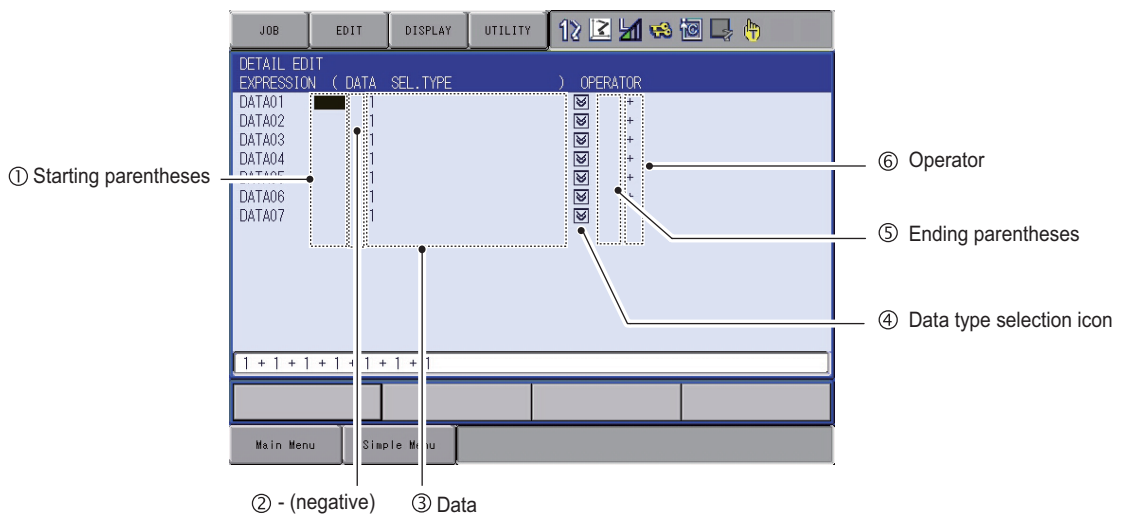 JOB EDIT DISPLAY UTILITY
DETAIL EDIT
EXPRESSION ( DATA SEL.TYPE ) OPERATOR
DATA01 1 +
DATA02 1 +
DATA03 1 +
DATA04 1 +
DATA05 1 +
DATA06 1 +
DATA07 1
1 + 1 + 1 + 1 + 1 + 1 + 1
Main Menu Simple Menu
① Starting parentheses
② - (negative)
③ Data
④ Data type selection icon
⑤ Ending parentheses
⑥ Operator